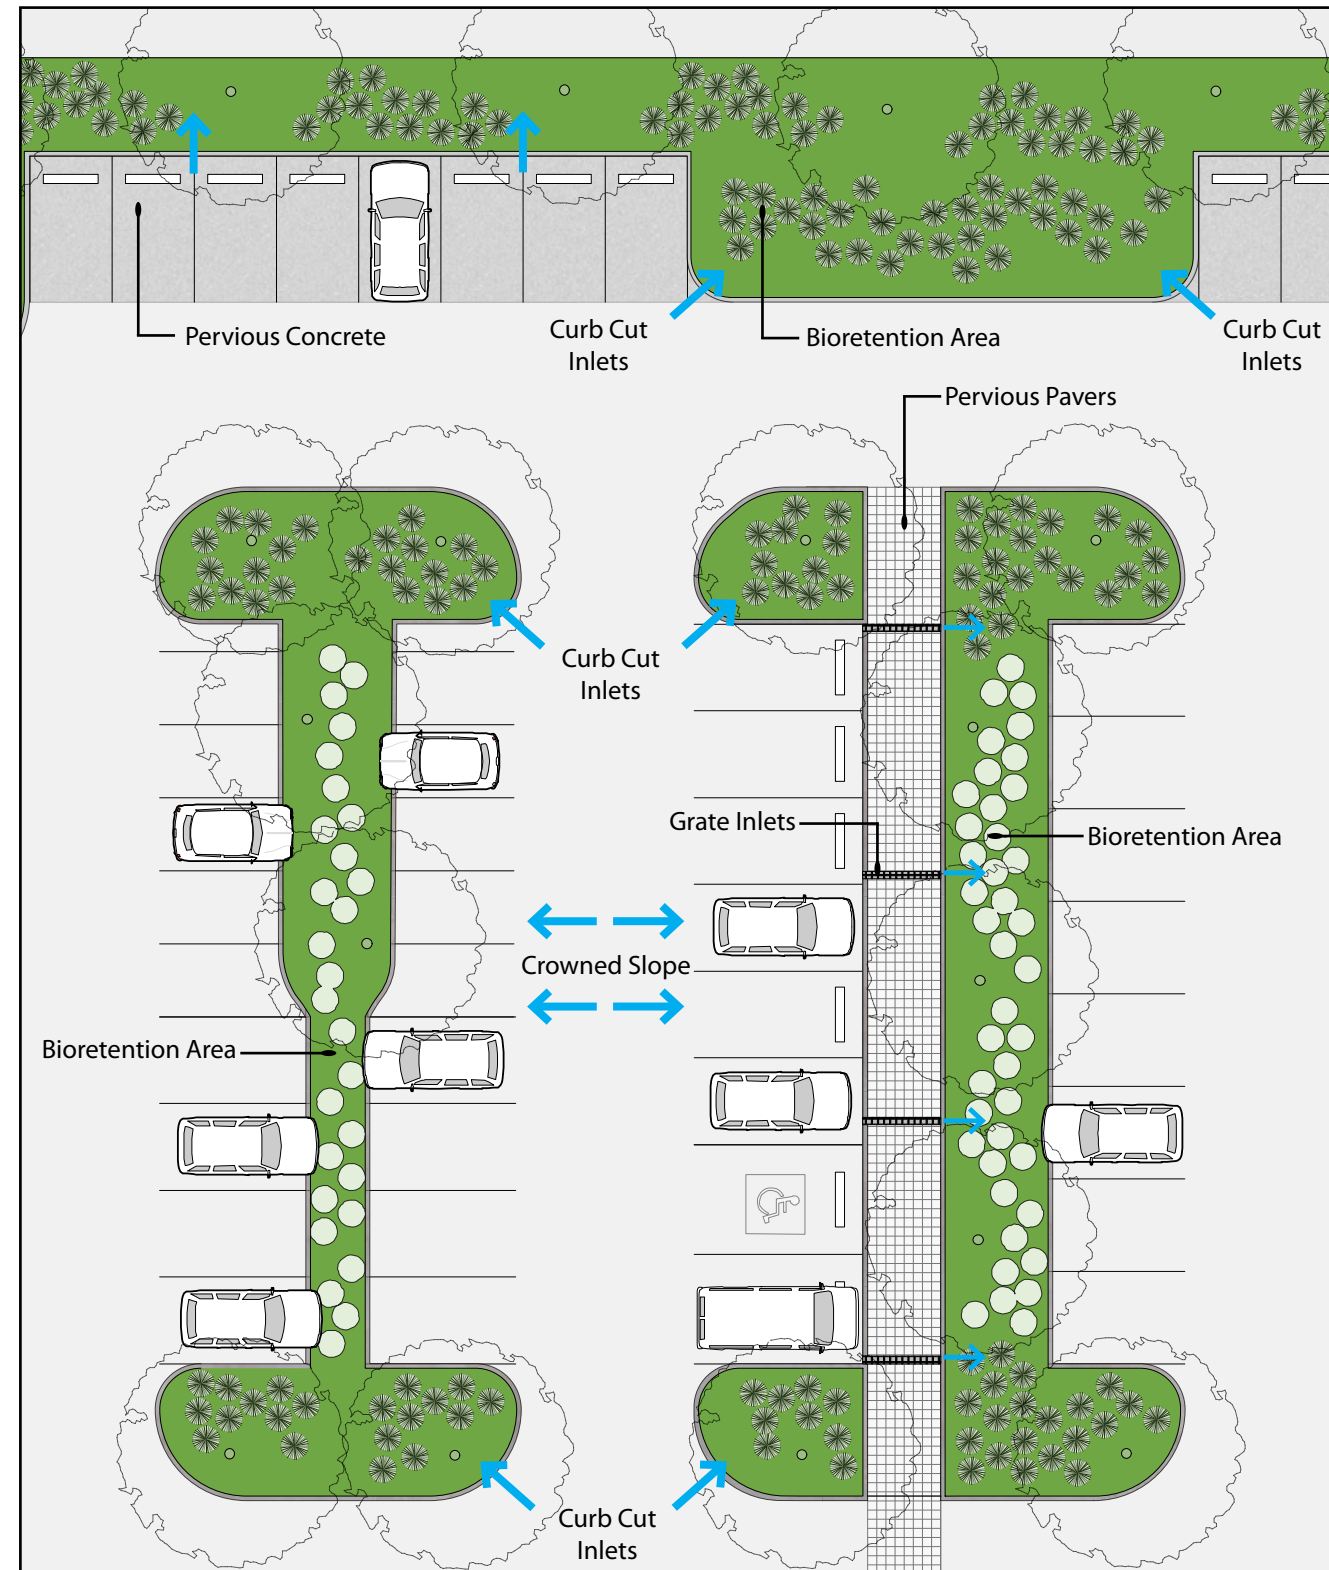 Pervious Concrete
Curb Cut
Inlets
Bioretention Area
Curb Cut
Inlets
Pervious Pavers
Curb Cut
Inlets
Grate Inlets
Bioretention Area
Crowned Slope
Bioretention Area
Curb Cut
Inlets